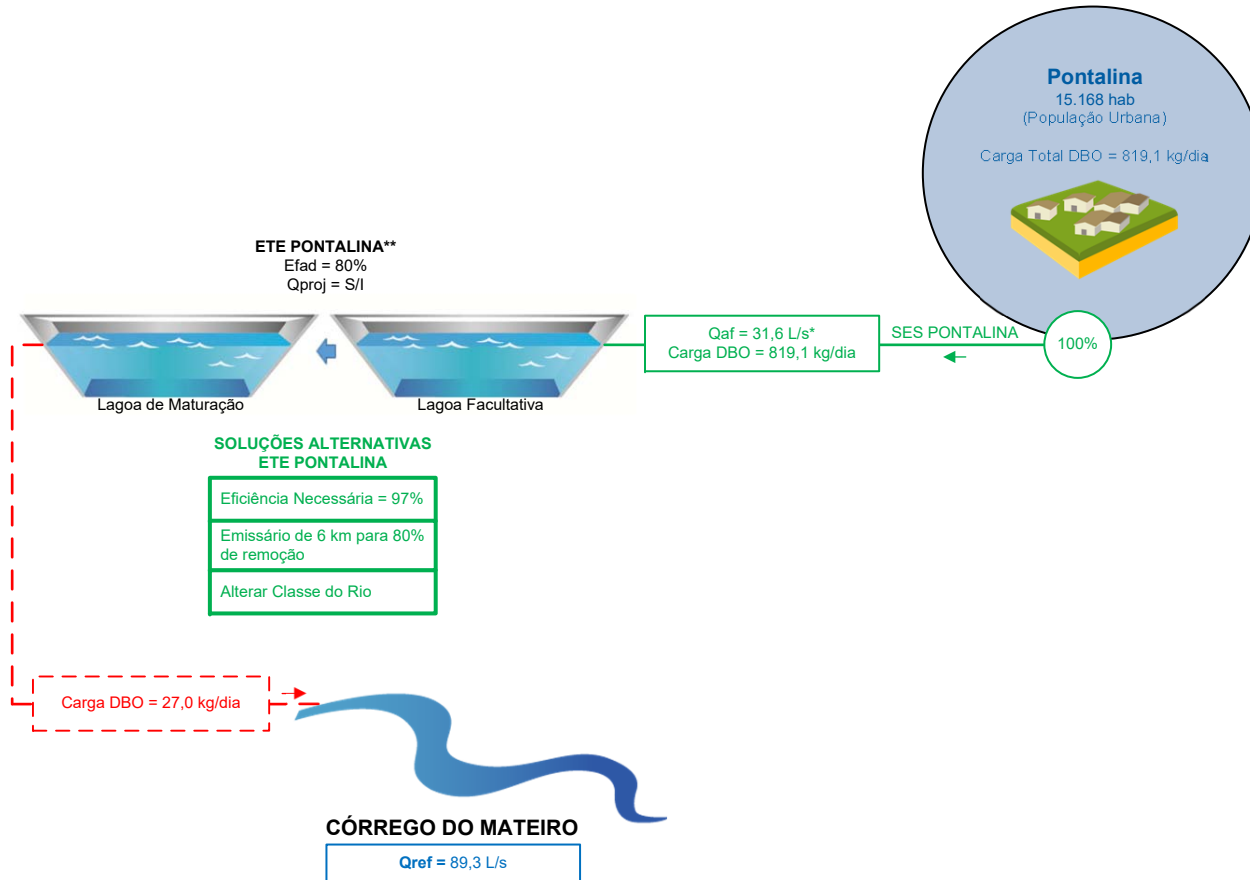 Pontalina
15.168 hab
(População Urbana)
Carga Total DBO = 819,1 kg/dia
ETE PONTALINA**
Efad = 80%
Qproj = S/I
Qaf = 31,6 L/s*
Carga DBO = 819,1 kg/dia
SES PONTALINA
100%
Lagoa de Maturação
Lagoa Facultativa
SOLUÇÕES ALTERNATIVAS
ETE PONTALINA
Eficiência Necessária = 97%
Emissário de 6 km para 80%
de remoção
Alterar Classe do Rio
Carga DBO = 27,0 kg/dia
CÓRREGO DO MATEIRO
Qref = 89,3 L/s